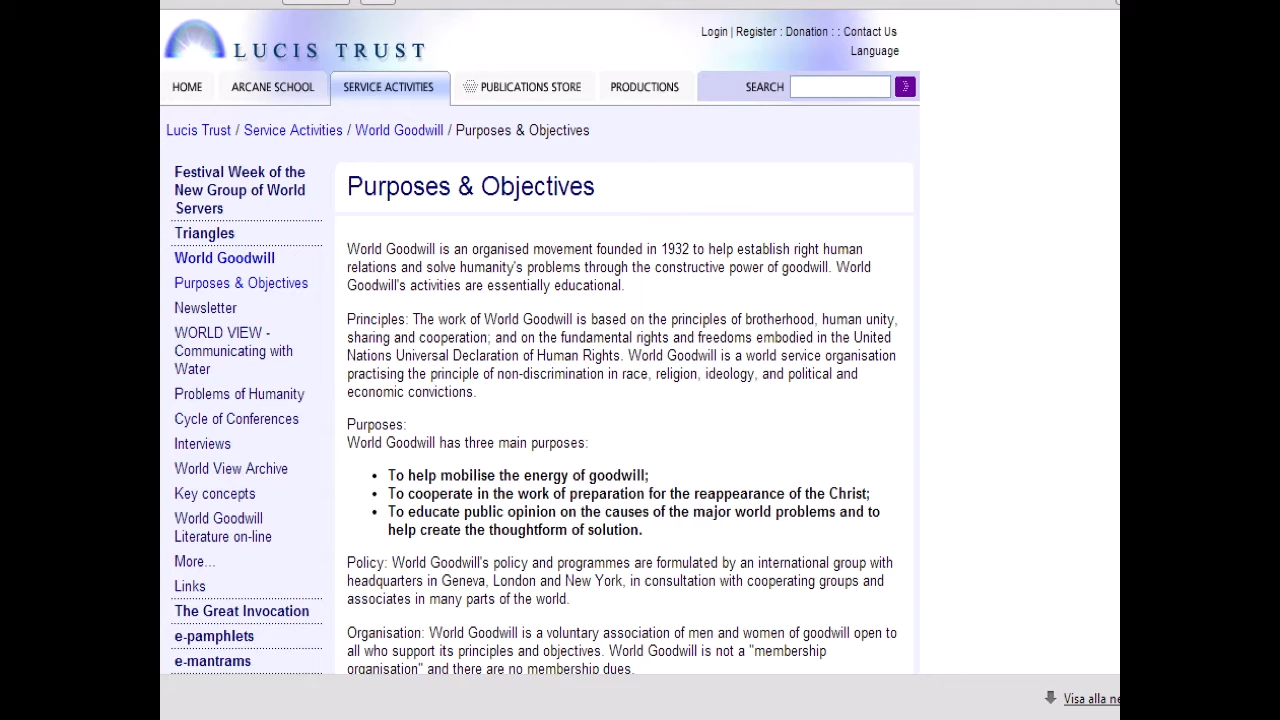 Login | Register : Donation : : Contact Us
Language
LUCIS TRUST
HOME
ARCANE SCHOOL
SERVICE ACTIVITIES
PUBLICATIONS STORE
PRODUCTIONS
SEARCH
Lucis Trust / Service Activities / World Goodwill / Purposes & Objectives
Festival Week of the
New Group of World
Servers
Triangles
World Goodwill
Purposes & Objectives
Newsletter
WORLD VIEW -
Communicating with
Water
Problems of Humanity
Cycle of Conferences
Interviews
World View Archive
Key concepts
World Goodwill
Literature on-line
More...
Links
The Great Invocation
e-pamphlets
e-mantrams
Purposes & Objectives
World Goodwill is an organised movement founded in 1932 to help establish right human
relations and solve humanity's problems through the constructive power of goodwill. World
Goodwill's activities are essentially educational.
Principles: The work of World Goodwill is based on the principles of brotherhood, human unity,
sharing and cooperation; and on the fundamental rights and freedoms embodied in the United
Nations Universal Declaration of Human Rights. World Goodwill is a world service organisation
practising the principle of non-discrimination in race, religion, ideology, and political and
economic convictions.
Purposes:
World Goodwill has three main purposes:
• To help mobilise the energy of goodwill;
• To cooperate in the work of preparation for the reappearance of the Christ;
• To educate public opinion on the causes of the major world problems and to
help create the thoughtform of solution.
Policy: World Goodwill's policy and programmes are formulated by an international group with
headquarters in Geneva, London and New York, in consultation with cooperating groups and
associates in many parts of the world.
Organisation: World Goodwill is a voluntary association of men and women of goodwill open to
all who support its principles and objectives. World Goodwill is not a "membership
organisation" and there are no membership dues.
Visa alla